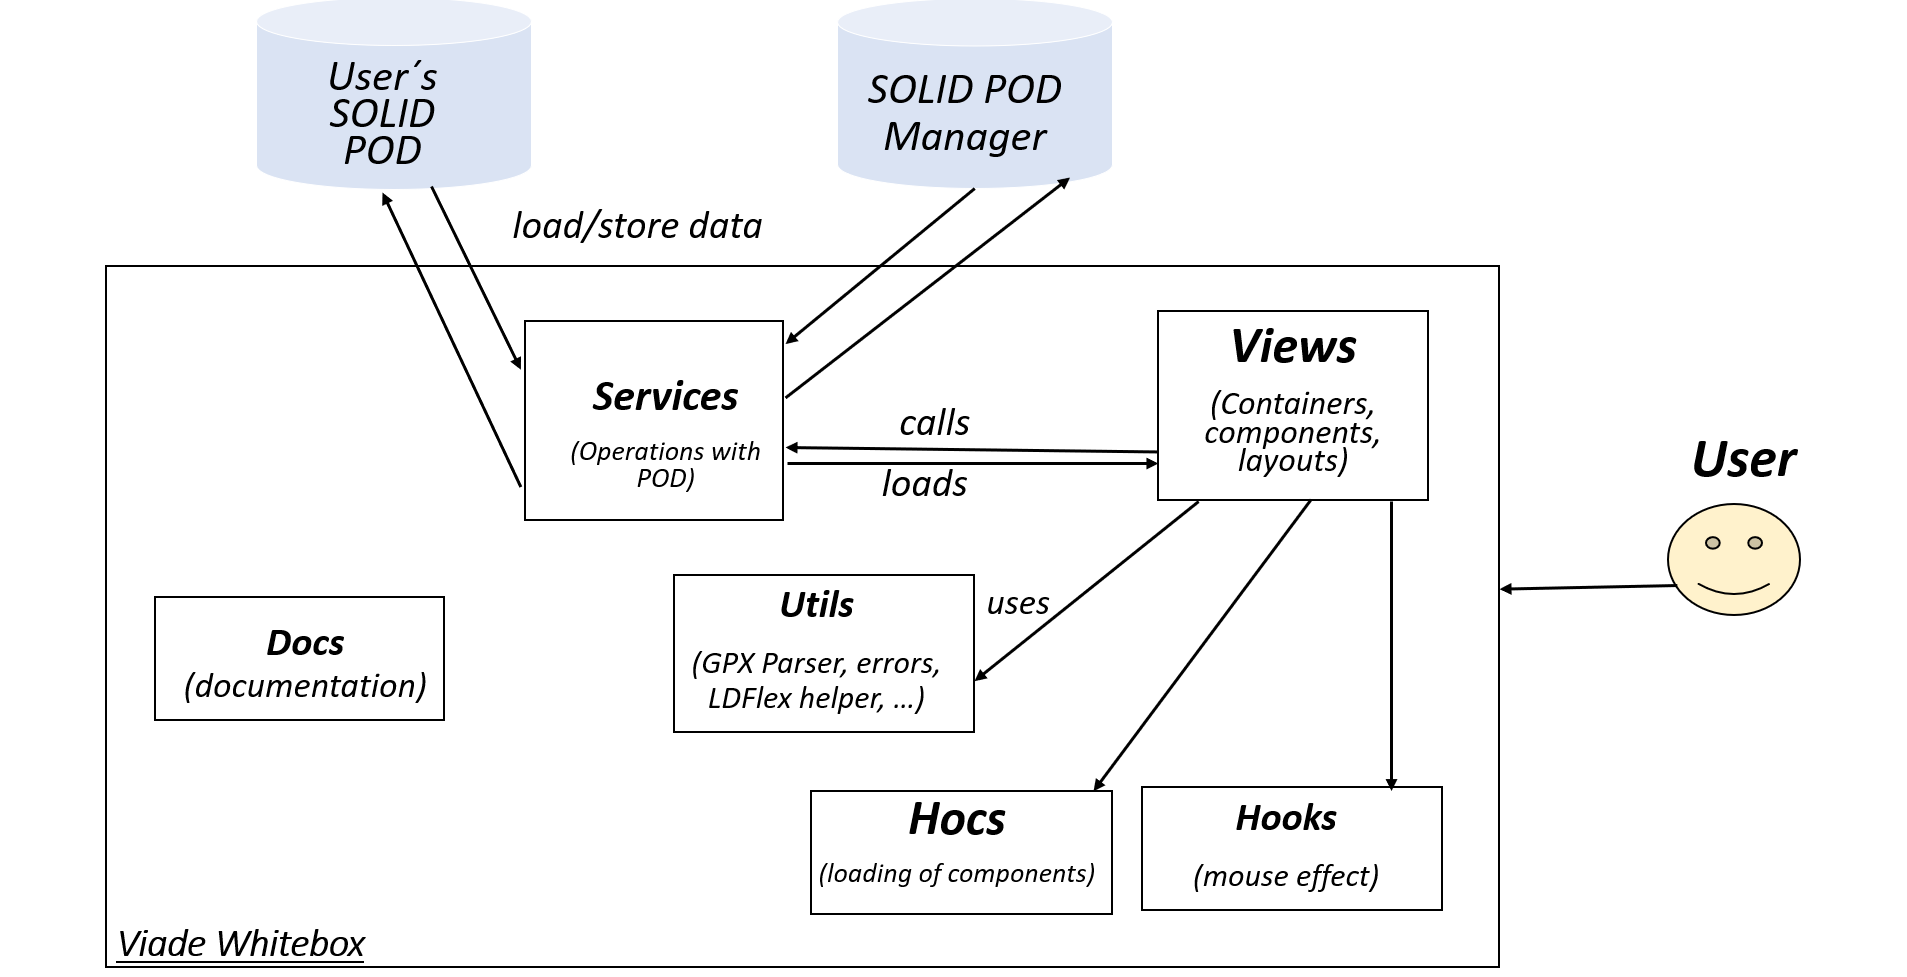 User´s
SOLID
POD
SOLID POD
Manager
load/store data
Services
(Operations with
POD)
calls
loads
Views
(Containers,
components,
layouts)
User
Utils
(GPX Parser, errors,
LDFlex helper, ...)
uses
Docs
(documentation)
Hocs
(loading of components)
Hooks
(mouse effect)
Viade Whitebox